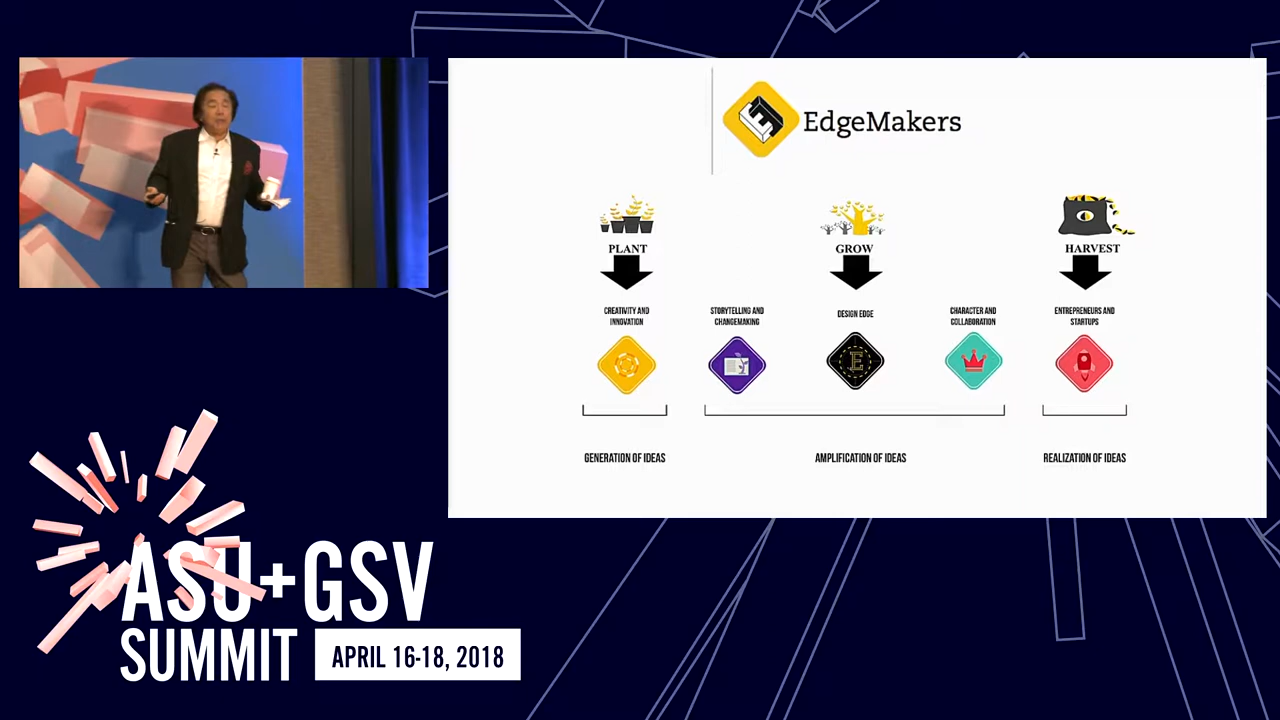 EdgeMakers
PLANT
GROW
HARVEST
CREATIVITY AND
INNOVATION
STORYTELLING AND
CHANGEMAKING
DESIGN EDGE
CHARACTER AND
COLLABORATION
ENTREPRENEURS AND
STARTUPS
E
GENERATION OF IDEAS
AMPLIFICATION OF IDEAS
REALIZATION OF IDEAS
ASU+GSV
SUMMIT
APRIL 16-18, 2018